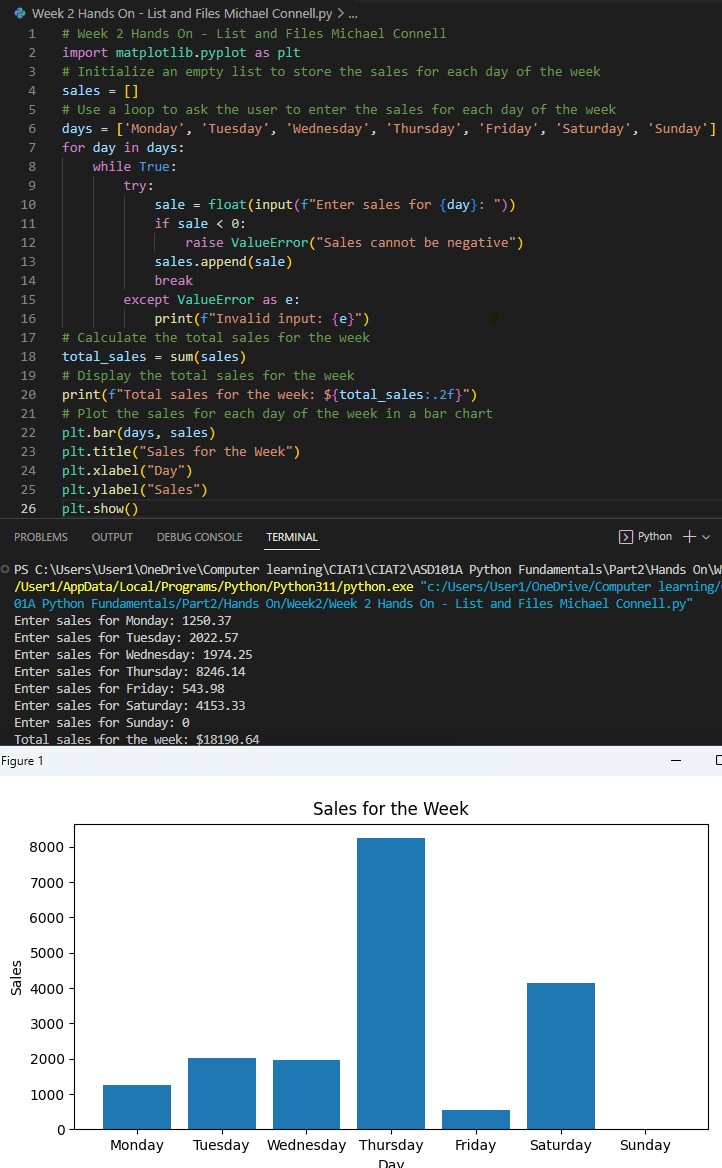 Week 2 Hands On - List and Files Michael Connell.py > ...
1 # Week 2 Hands On - List and Files Michael Connell
2 import matplotlib.pyplot as plt
3 # Initialize an empty list to store the sales for each day of the week
4 sales = []
5 # Use a loop to ask the user to enter the sales for each day of the week
6 days = ['Monday', 'Tuesday', 'Wednesday', 'Thursday', 'Friday', 'Saturday', 'Sunday']
7 for day in days:
8     while True:
9         try:
10             sale = float(input(f"Enter sales for {day}: "))
11             if sale < 0:
12                 raise ValueError("Sales cannot be negative")
13             sales.append(sale)
14             break
15         except ValueError as e:
16             print(f"Invalid input: {e}")
17 # Calculate the total sales for the week
18 total_sales = sum(sales)
19 # Display the total sales for the week
20 print(f"Total sales for the week: ${total_sales:.2f}")
21 # Plot the sales for each day of the week in a bar chart
22 plt.bar(days, sales)
23 plt.title("Sales for the Week")
24 plt.xlabel("Day")
25 plt.ylabel("Sales")
26 plt.show()
PROBLEMS OUTPUT DEBUG CONSOLE TERMINAL Python
PS C:\Users\User1\OneDrive\Computer learning\CIAT1\CIAT2\ASD101A Python Fundamentals\Part2\Hands On\W
/User1/AppData/Local/Programs/Python/Python311/python.exe "c:/Users/User1/OneDrive/Computer learning/
01A Python Fundamentals/Part2/Hands On/Week2/Week 2 Hands On - List and Files Michael Connell.py"
Enter sales for Monday: 1250.37
Enter sales for Tuesday: 2022.57
Enter sales for Wednesday: 1974.25
Enter sales for Thursday: 8246.14
Enter sales for Friday: 543.98
Enter sales for Saturday: 4153.33
Enter sales for Sunday: 0
Total sales for the week: $18190.64
Figure 1
Sales for the Week
8000
7000
6000
5000
4000
3000
2000
1000
0
Sales
Monday Tuesday Wednesday Thursday Friday Saturday Sunday
Day